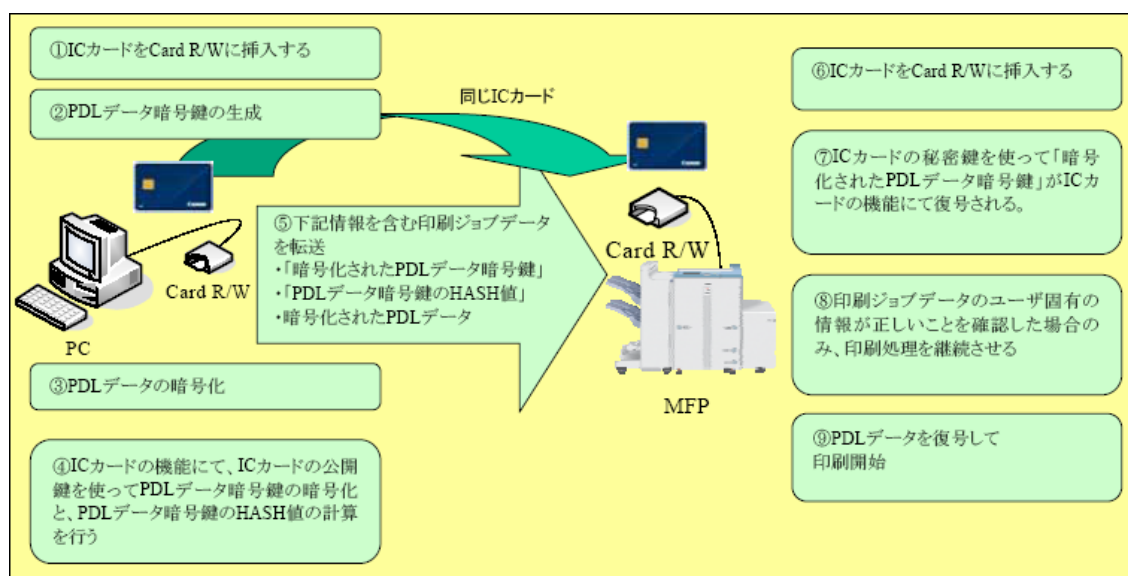 ①ICカードをCard R/Wに挿入する
②PDLデータ暗号鍵の生成
同じICカード
Card R/W
PC
⑤下記情報を含む印刷ジョブデータ
を転送
・「暗号化されたPDLデータ暗号鍵」
・「PDLデータ暗号鍵のHASH値」
・暗号化されたPDLデータ
Card R/W
MFP
③PDLデータの暗号化
④ICカードの機能にて、ICカードの公開
鍵を使ってPDLデータ暗号鍵の暗号化
と、PDLデータ暗号鍵のHASH値の計算
を行う
⑥ICカードをCard R/Wに挿入する
⑦ICカードの秘密鍵を使って「暗号
化されたPDLデータ暗号鍵」がICカ
ードの機能にて復号される。
⑧印刷ジョブデータのユーザ固有の
情報が正しいことを確認した場合の
み、印刷処理を継続させる
⑨PDLデータを復号して
印刷開始